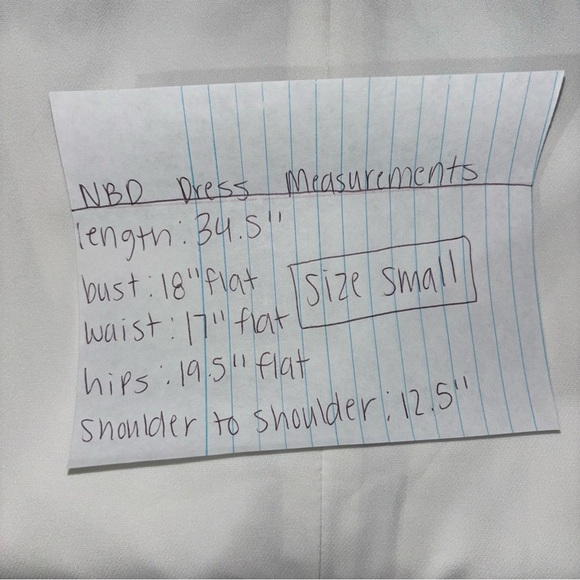 NBD Dress Measurements
length: 34.5"
bust: 18" flat
Size Small
waist: 17" flat
hips: 19.5" flat
shoulder to shoulder: 12.5"